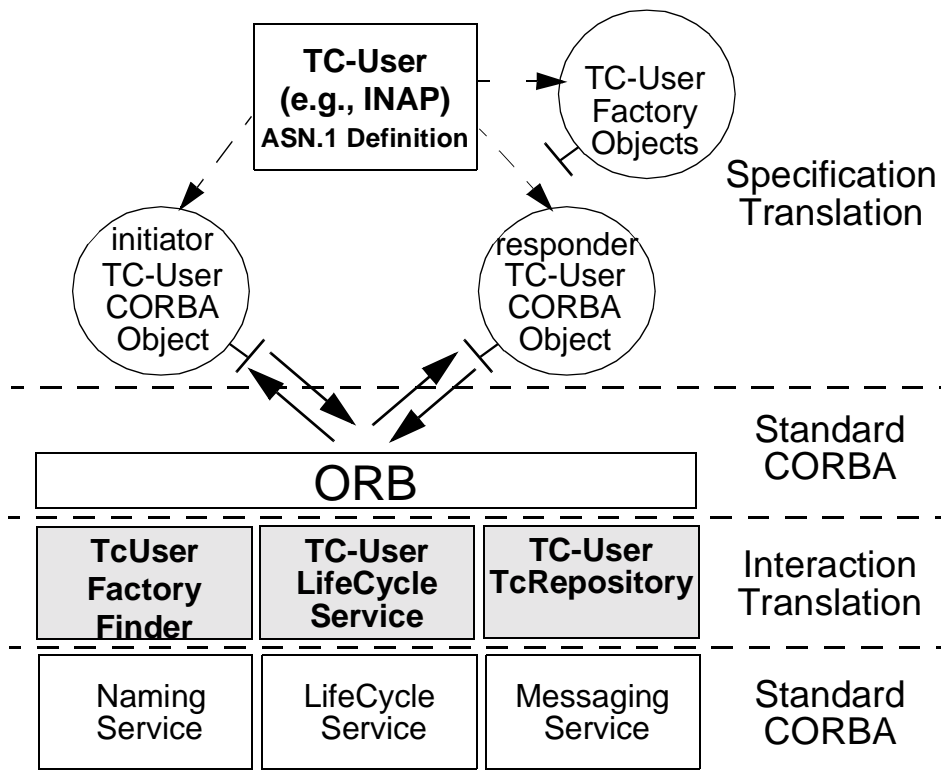 TC-User
(e.g., INAP)
ASN.1 Definition
TC-User
Factory
Objects
Specification
Translation
initiator
TC-User
CORBA
Object
responder
TC-User
CORBA
Object
Standard
CORBA
ORB
TcUser
Factory
Finder
TC-User
LifeCycle
Service
TC-User
TcRepository
Interaction
Translation
Naming
Service
LifeCycle
Service
Messaging
Service
Standard
CORBA